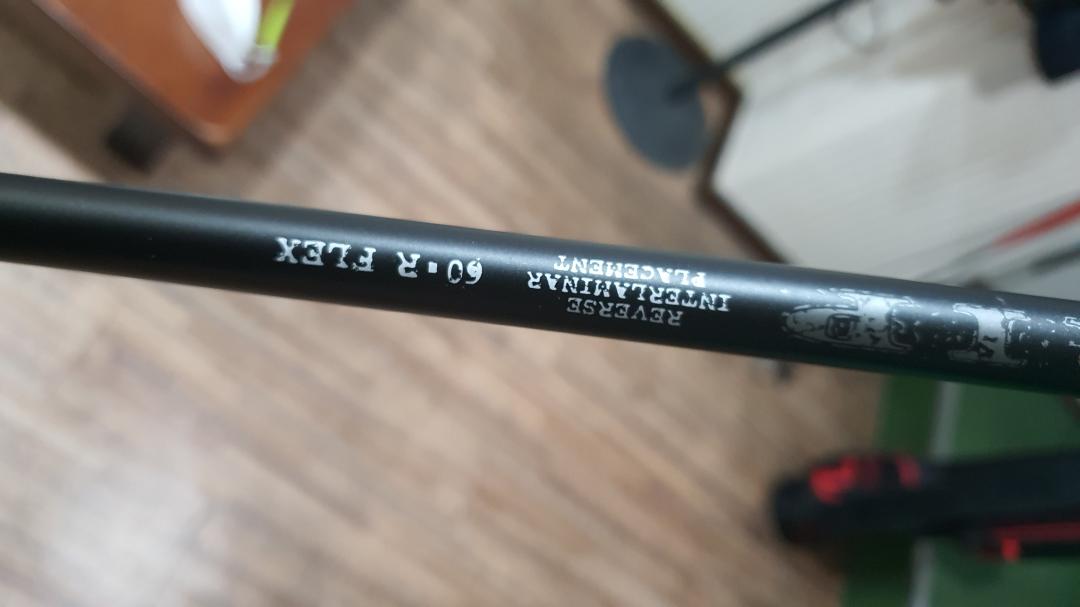 REVERSE
INTERLAMINAR
PLACEMENT
60▪R FLEX